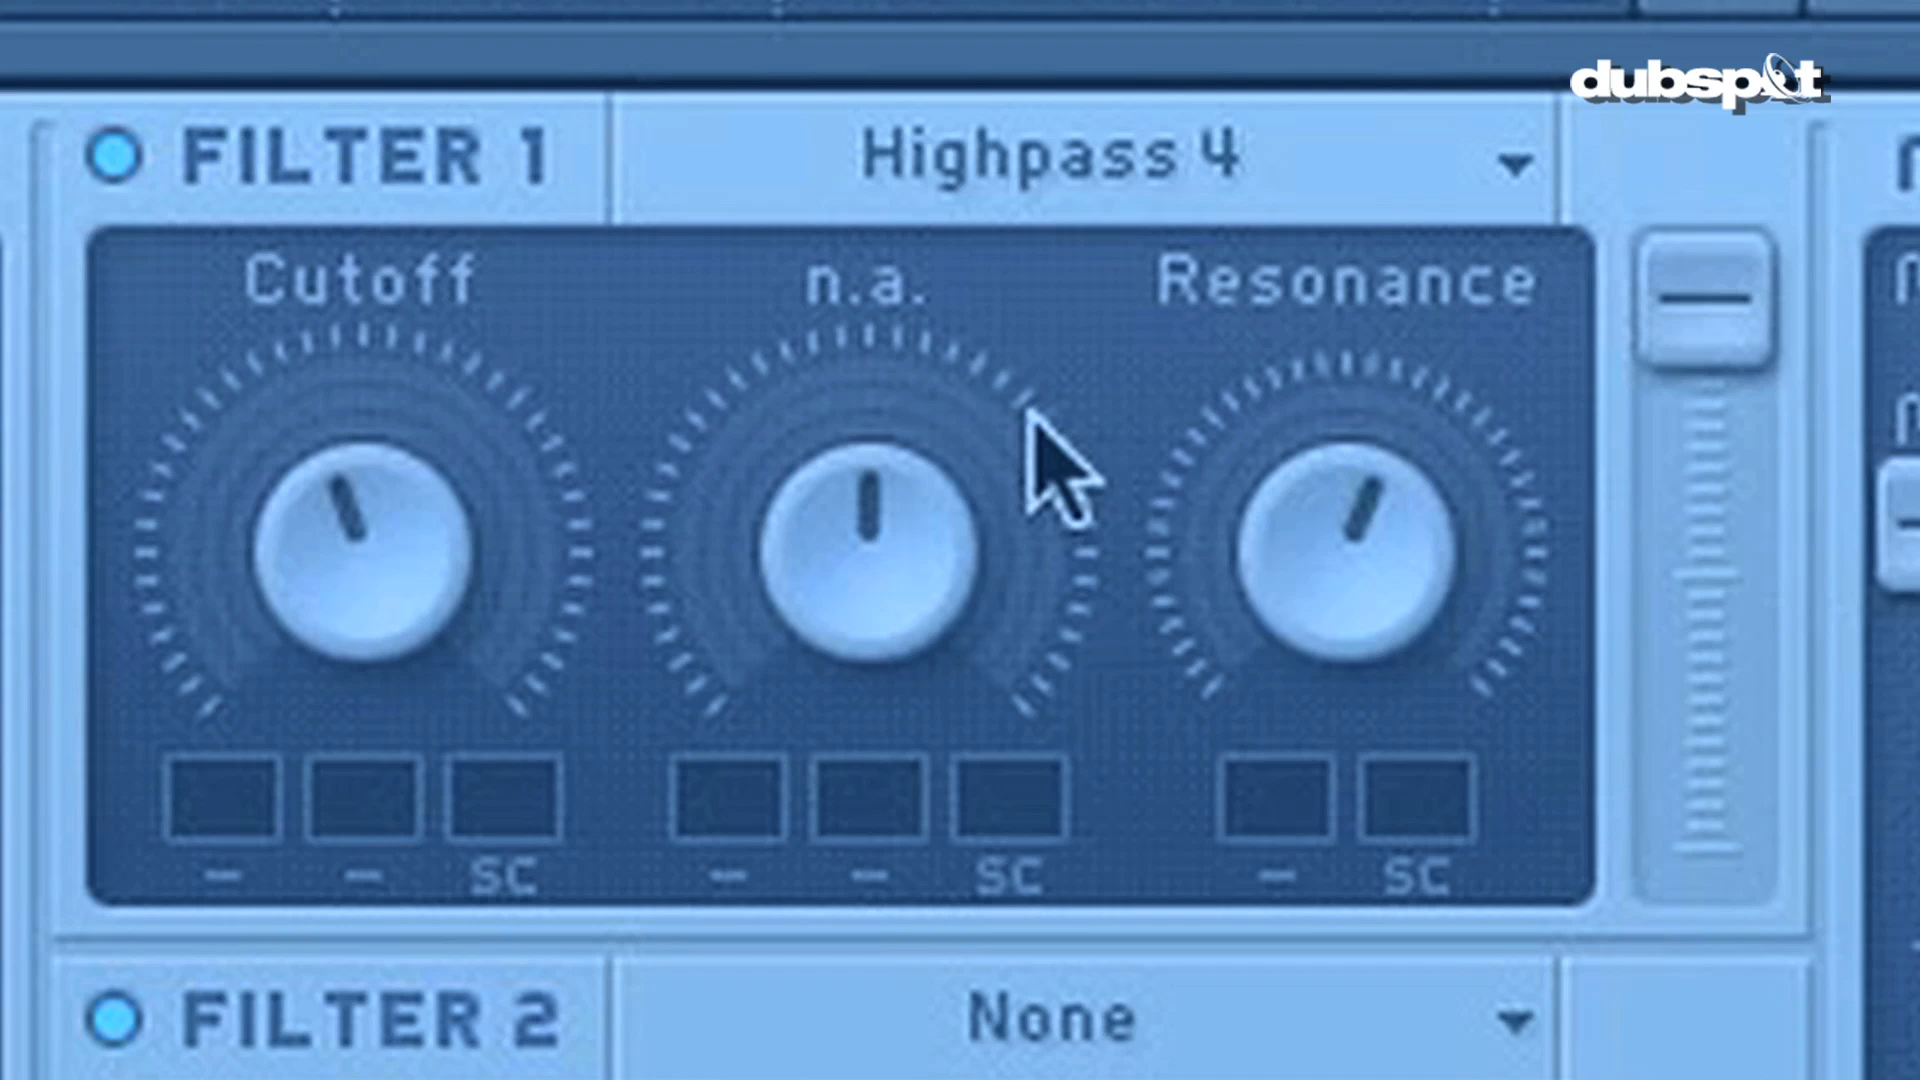 dubspot
FILTER 1
Highpass 4
Cutoff
n.a.
Resonance
– – SC
– – SC
– SC
FILTER 2
None